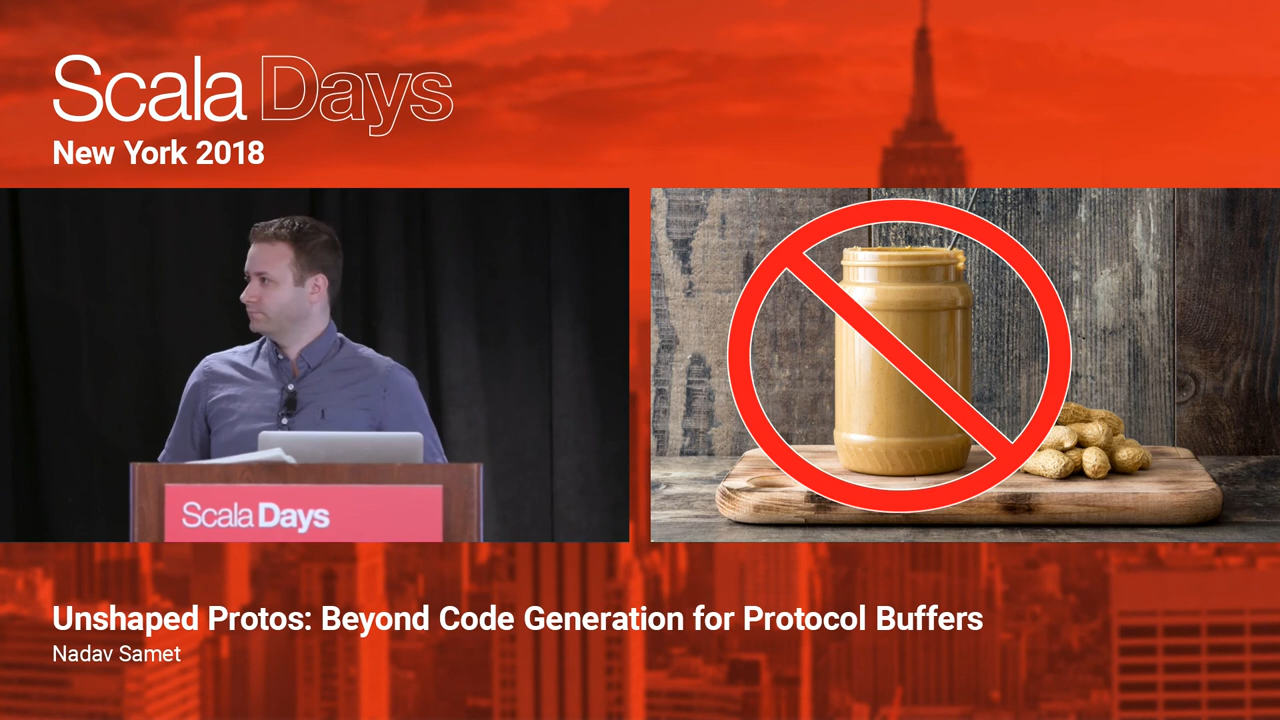 Scala Days
New York 2018
Scala Days
Unshaped Protos: Beyond Code Generation for Protocol Buffers
Nadav Samet